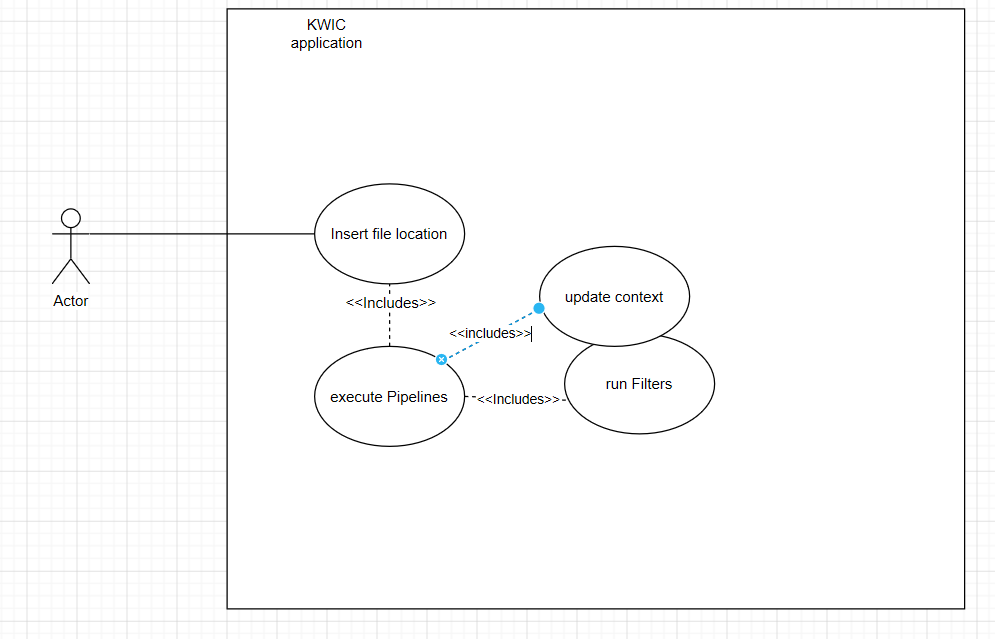 KWIC
application
Insert file location
Actor
<<Includes>>
update context
<<includes>>
run Filters
execute Pipelines
<<Includes>>